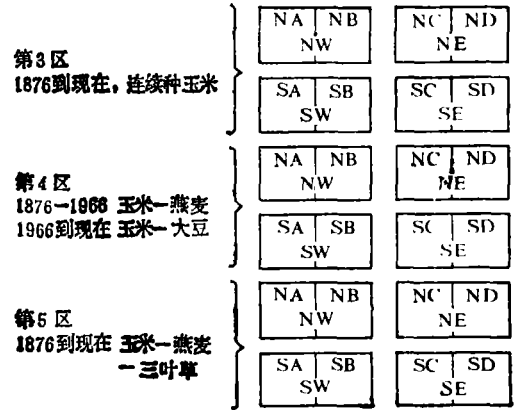 NA NB NC ND
NW NE
第3区
1876到现在，连续种玉米
SA SB SC SD
SW SE
NA NB NC ND
NW NE
第4区
1876—1966 玉米—燕麦
1966到现在 玉米—大豆
SA SB SC SD
SW SE
NA NB NC ND
NW NE
第5区
1876到现在 玉米—燕麦
—三叶草
SA SB SC SD
SW SE